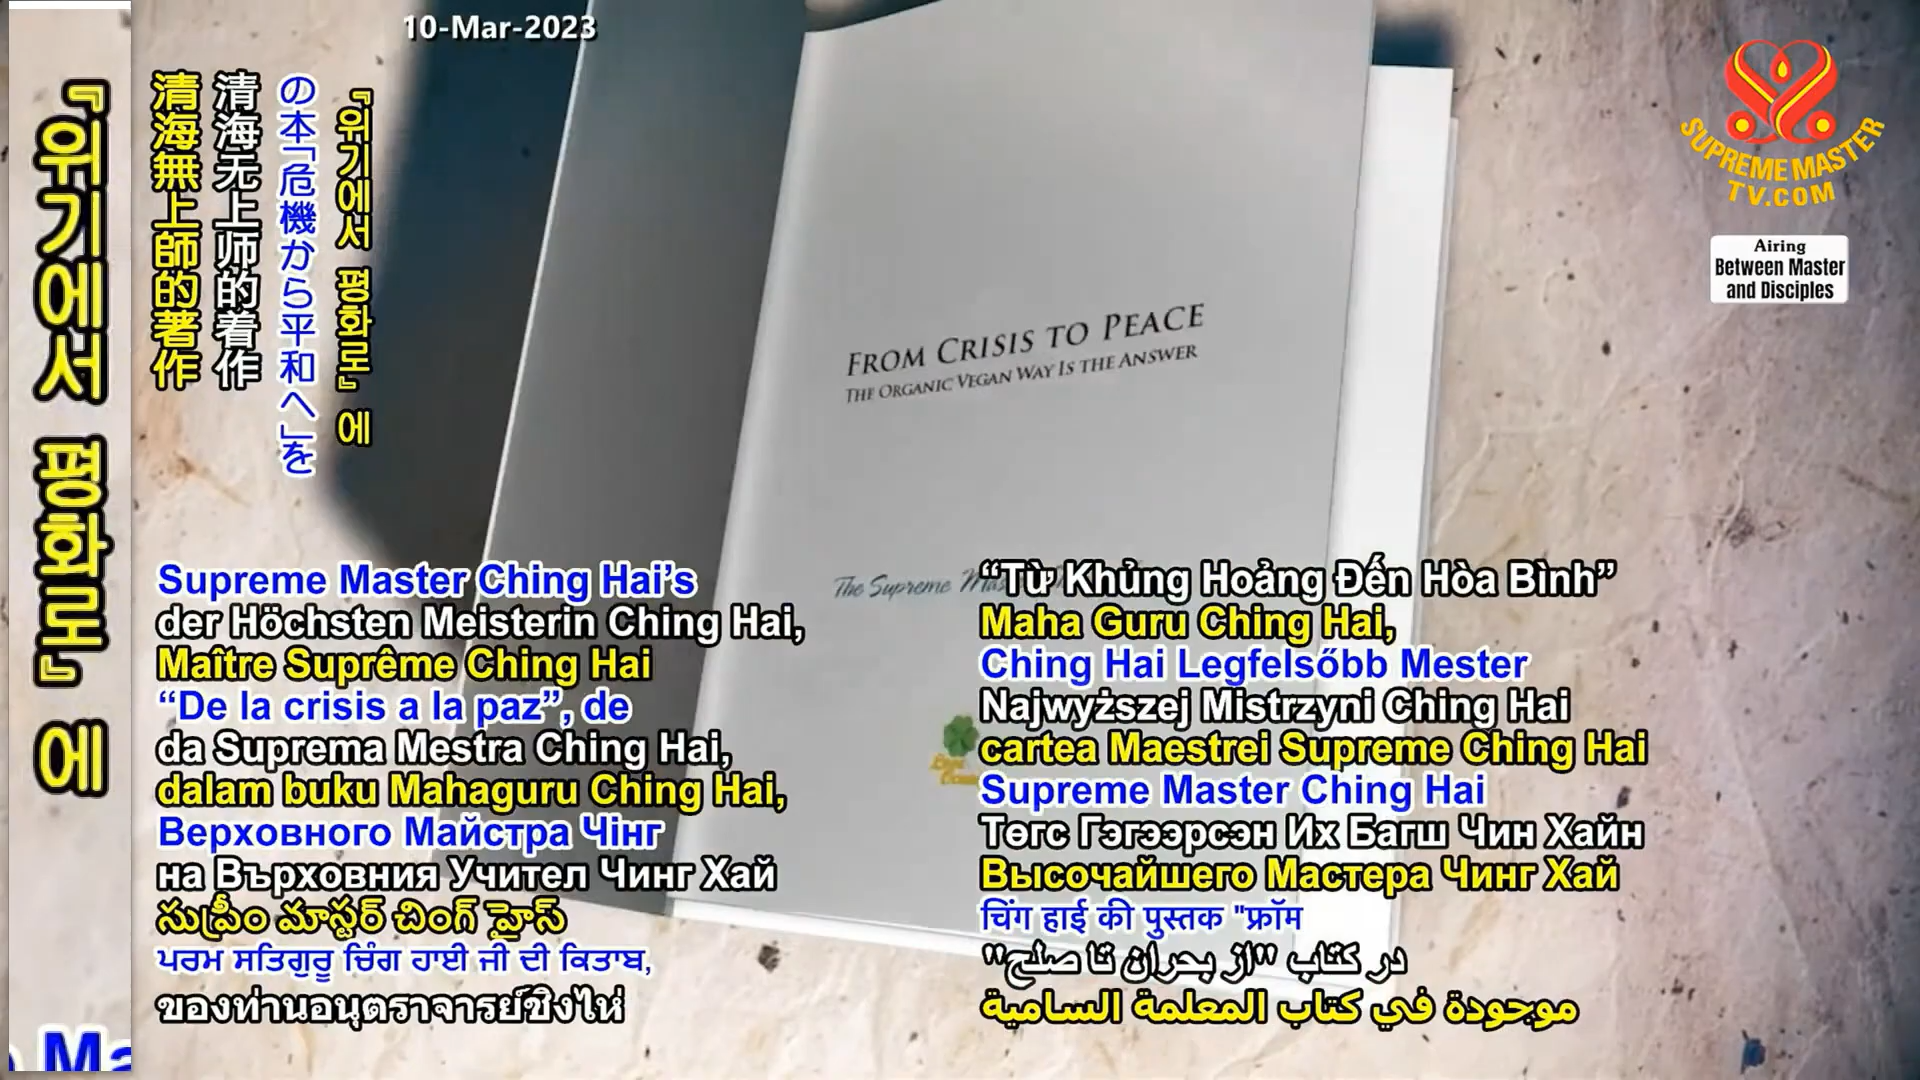 10-Mar-2023
『위기에서 평화로』에
清海無上師的著作
清海无上师的着作
の本「危機から平和へ」を
『위기에서 평화로』에
SUPREME MASTER
TV.COM
Airing
Between Master
and Disciples
FROM CRISIS TO PEACE
THE ORGANIC VEGAN WAY IS THE ANSWER
The Supreme
Supreme Master Ching Hai’s
der Höchsten Meisterin Ching Hai,
Maître Suprême Ching Hai
“De la crisis a la paz”, de
da Suprema Mestra Ching Hai,
dalam buku Mahaguru Ching Hai,
Верховного Майстра Чінг
на Върховния Учител Чинг Хай
సుప్రీం మాస్టర్ చింగ్ హైస్
ਪਰਮ ਸਤਿਗੁਰੂ ਚਿੰਗ ਹਾਈ ਜੀ ਦੀ ਕਿਤਾਬ,
ของท่านอนุตราจารย์ชิงไห่
“Từ Khủng Hoảng Đến Hòa Bình”
Maha Guru Ching Hai,
Ching Hai Legfelsőbb Mester
Najwyższej Mistrzyni Ching Hai
cartea Maestrei Supreme Ching Hai
Supreme Master Ching Hai
Төгс Гэгээрсэн Их Багш Чин Хайн
Высочайшего Мастера Чинг Хай
चिंग हाई की पुस्तक "फ्रॉम
در کتاب "از بحران تا صلح"
موجودة في كتاب المعلمة السامية